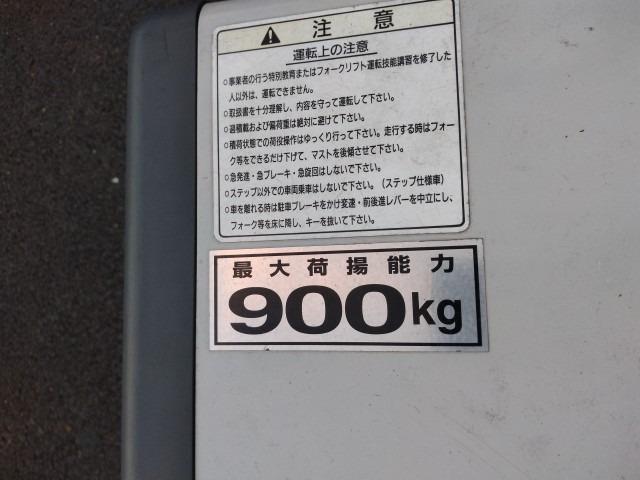 注意
運転上の注意
○事業者の行う特別教育またはフォークリフト運転技能講習を修了した
人以外は、運転できません。
○取扱書を十分理解し、内容を守って運転して下さい。
○過積載および偏荷重は絶対に避けて下さい。
○積荷状態での荷役操作はゆっくり行って下さい。走行する時はフォー
ク等をできるだけ下げて、マストを後傾させて下さい。
○急発進・急ブレーキ・急旋回はしないで下さい。
○ステップ以外での車両乗車はしないで下さい。(ステップ仕様車)
○車を離れる時は駐車ブレーキをかけ変速・前後進レバーを中立にし、
フォーク等を床に降し、キーを抜いて下さい。
最大荷揚能力
900kg